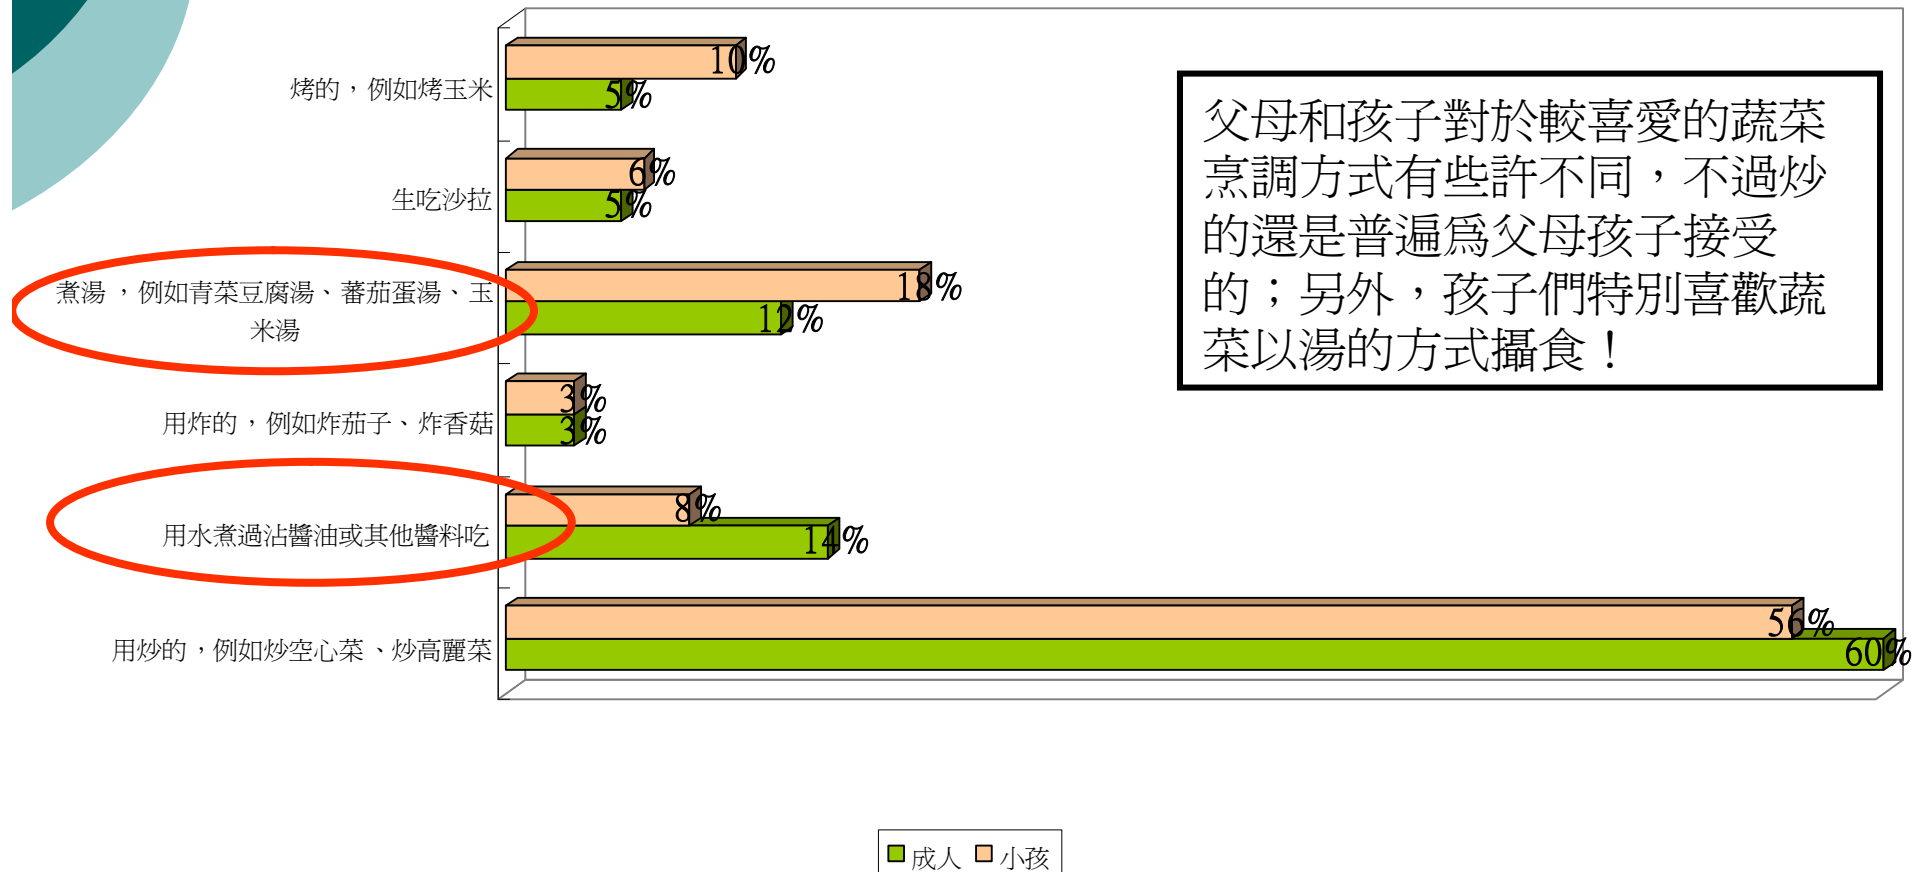 烤的，例如烤玉米
10%
5%
生吃沙拉
6%
5%
煮湯，例如青菜豆腐湯、蕃茄蛋湯、玉
米湯
18%
12%
用炸的，例如炸茄子、炸香菇
3%
3%
用水煮過沾醬油或其他醬料吃
8%
14%
用炒的，例如炒空心菜、炒高麗菜
56%
60%
父母和孩子對於較喜愛的蔬菜
烹調方式有些許不同，不過炒
的還是普遍爲父母孩子接受
的；另外，孩子們特別喜歡蔬
菜以湯的方式攝食！
成人 小孩